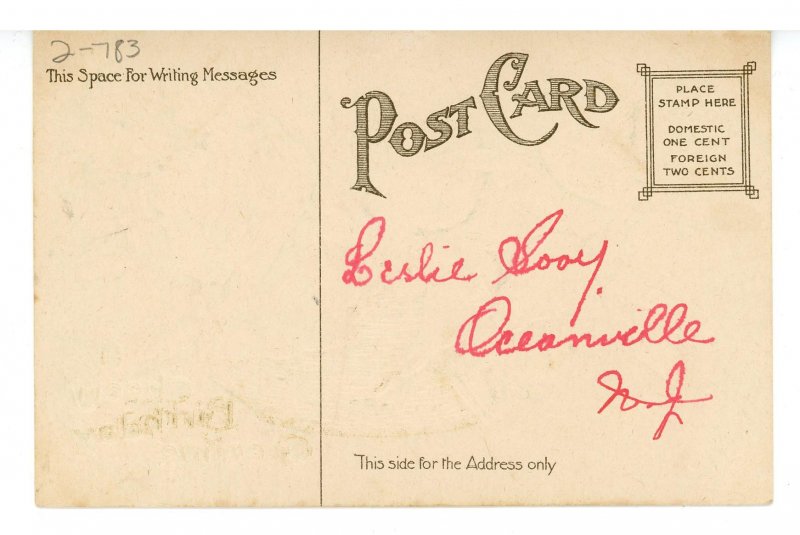 2-783
This Space For Writing Messages
POST CARD
PLACE
STAMP HERE
DOMESTIC
ONE CENT
FOREIGN
TWO CENTS
Leslie Sooy.
Oceanville
N.J
This side for the Address only
Birthday